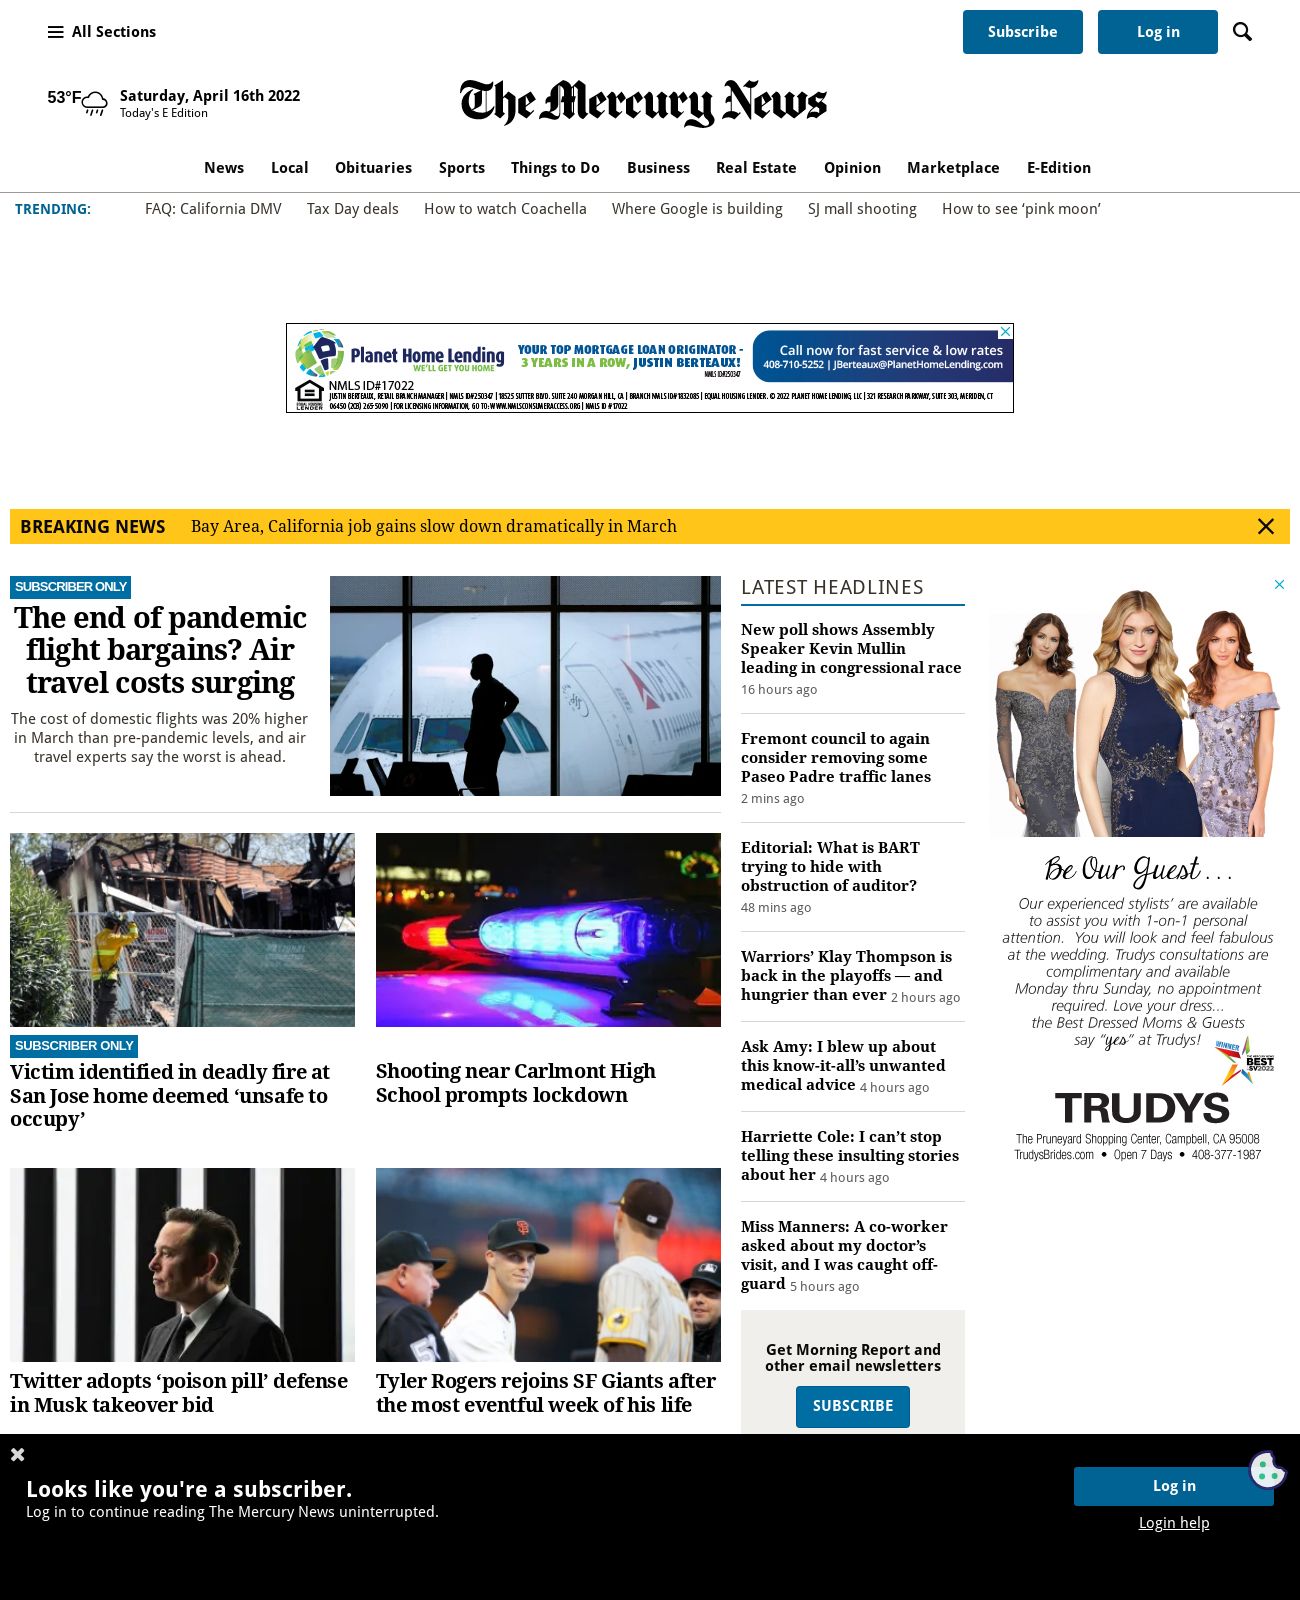 All Sections
Subscribe
Log in
53°F
Saturday, April 16th 2022
Today's E Edition
The Mercury News
News Local Obituaries Sports Things to Do Business Real Estate Opinion Marketplace E-Edition
TRENDING: FAQ: California DMV Tax Day deals How to watch Coachella Where Google is building SJ mall shooting How to see ‘pink moon’
Planet Home Lending
WE'LL GET YOU HOME
YOUR TOP MORTGAGE LOAN ORIGINATOR -
3 YEARS IN A ROW, JUSTIN BERTEAUX!
NMLS ID#250347
Call now for fast service & low rates
408-710-5252 | JBerteaux@PlanetHomeLending.com
EQUAL HOUSING
LENDER
NMLS ID#17022
JUSTIN BERTEAUX, RETAIL BRANCH MANAGER | NMLS ID#250347 | 18525 SUTTER BLVD. SUITE 240 MORGAN HILL, CA | BRANCH NMLS ID#1832085 | EQUAL HOUSING LENDER. © 2022 PLANET HOME LENDING, LLC | 321 RESEARCH PARKWAY, SUITE 303, MERIDEN, CT
06450 (203) 265-5090 | FOR LICENSING INFORMATION, GO TO: WWW.NMLSCONSUMERACCESS.ORG | NMLS ID #17022
BREAKING NEWS Bay Area, California job gains slow down dramatically in March
SUBSCRIBER ONLY
The end of pandemic
flight bargains? Air
travel costs surging
The cost of domestic flights was 20% higher
in March than pre-pandemic levels, and air
travel experts say the worst is ahead.
DELTA
SUBSCRIBER ONLY
Victim identified in deadly fire at
San Jose home deemed ‘unsafe to
occupy’
Shooting near Carlmont High
School prompts lockdown
Twitter adopts ‘poison pill’ defense
in Musk takeover bid
Tyler Rogers rejoins SF Giants after
the most eventful week of his life
LATEST HEADLINES
New poll shows Assembly
Speaker Kevin Mullin
leading in congressional race
16 hours ago
Fremont council to again
consider removing some
Paseo Padre traffic lanes
2 mins ago
Editorial: What is BART
trying to hide with
obstruction of auditor?
48 mins ago
Warriors’ Klay Thompson is
back in the playoffs — and
hungrier than ever 2 hours ago
Ask Amy: I blew up about
this know-it-all’s unwanted
medical advice 4 hours ago
Harriette Cole: I can’t stop
telling these insulting stories
about her 4 hours ago
Miss Manners: A co-worker
asked about my doctor’s
visit, and I was caught off-
guard 5 hours ago
Get Morning Report and
other email newsletters
SUBSCRIBE
Be Our Guest . . .
Our experienced stylists’ are available
to assist you with 1-on-1 personal
attention. You will look and feel fabulous
at the wedding. Trudys consultations are
complimentary and available
Monday thru Sunday, no appointment
required. Love your dress...
the Best Dressed Moms & Guests
say “yes” at Trudys!
WINNER
BEST
SV2022
TRUDYS
The Pruneyard Shopping Center, Campbell, CA 95008
TrudysBrides.com • Open 7 Days • 408-377-1987
Looks like you're a subscriber.
Log in to continue reading The Mercury News uninterrupted.
Log in
Login help